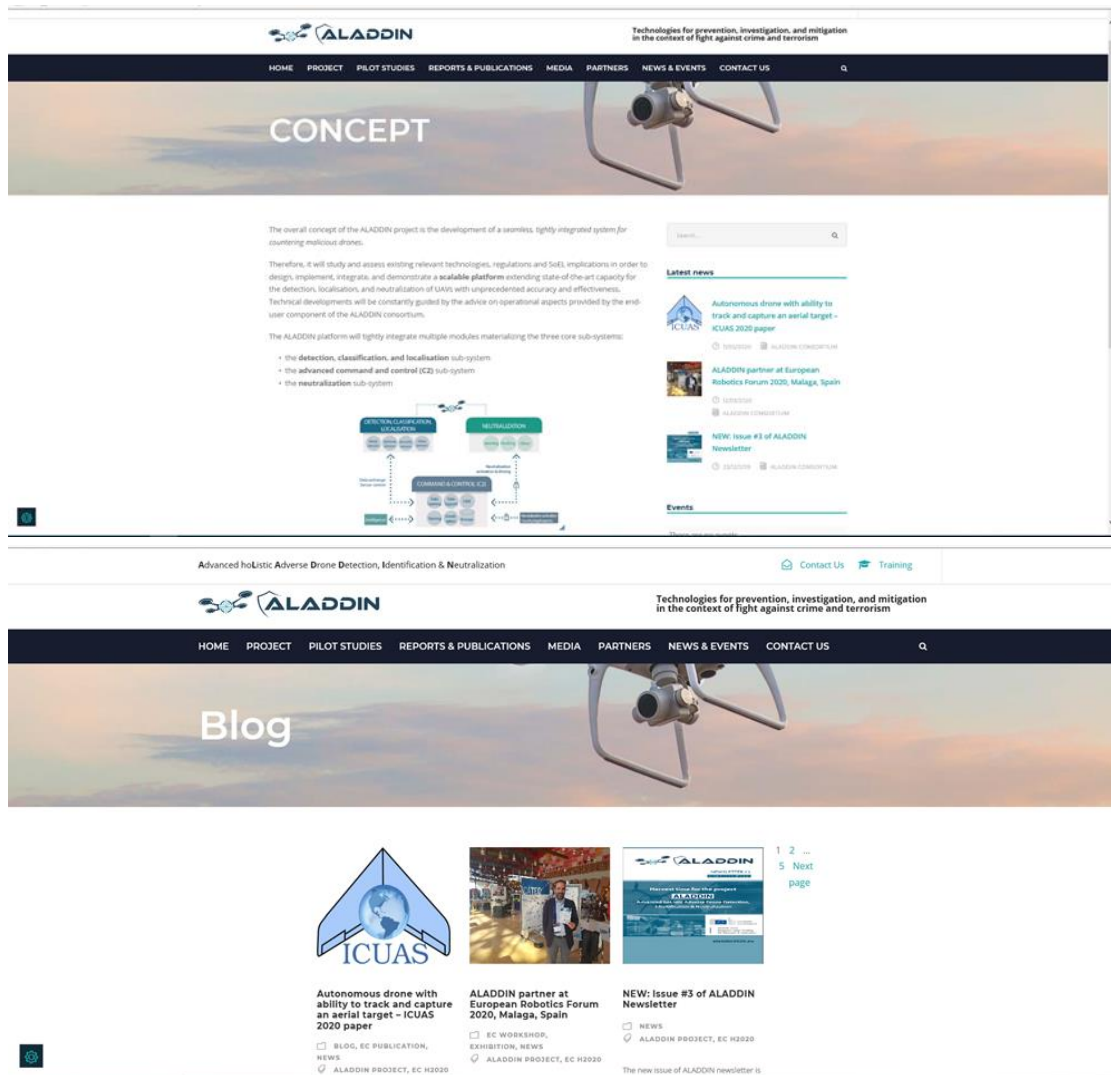 ALADDIN
Technologies for prevention, investigation, and mitigation
in the context of fight against crime and terrorism
HOME PROJECT PILOT STUDIES REPORTS & PUBLICATIONS MEDIA PARTNERS NEWS & EVENTS CONTACT US
CONCEPT
The overall concept of the ALADDIN project is the development of a seamless, tightly integrated system for
countering malicious drones.
Therefore, it will study and assess existing relevant technologies, regulations and SoEL implications in order to
design, implement, integrate, and demonstrate a scalable platform extending state-of-the-art capacity for
the detection, localisation, and neutralization of UAVs with unprecedented accuracy and effectiveness.
Technical developments will be constantly guided by the advice on operational aspects provided by the end-
user component of the ALADDIN consortium.
The ALADDIN platform will tightly integrate multiple modules materializing the three core sub-systems:
• the detection, classification, and localisation sub-system
• the advanced command and control (C2) sub-system
• the neutralization sub-system
DETECTION, CLASSIFICATION,
LOCALISATION
NEUTRALIZATION
COMMAND & CONTROL (C2)
Search...
Latest news
ICUAS
Autonomous drone with ability to
track and capture an aerial target –
ICUAS 2020 paper
ALADDIN CONSORTIUM
ALADDIN partner at European
Robotics Forum 2020, Malaga, Spain
ALADDIN CONSORTIUM
NEW: Issue #3 of ALADDIN
Newsletter
ALADDIN CONSORTIUM
Events
Advanced hoListic Adverse Drone Detection, Identification & Neutralization
Contact Us Training
ALADDIN
Technologies for prevention, investigation, and mitigation
in the context of fight against crime and terrorism
HOME PROJECT PILOT STUDIES REPORTS & PUBLICATIONS MEDIA PARTNERS NEWS & EVENTS CONTACT US
Blog
ICUAS
Autonomous drone with
ability to track and capture
an aerial target – ICUAS
2020 paper
BLOG, EC PUBLICATION,
NEWS
ALADDIN PROJECT, EC H2020
ALADDIN partner at
European Robotics Forum
2020, Malaga, Spain
EC WORKSHOP,
EXHIBITION, NEWS
ALADDIN PROJECT, EC H2020
ALADDIN
Harvest time for the project
ALADDIN
NEW: Issue #3 of ALADDIN
Newsletter
NEWS
ALADDIN PROJECT, EC H2020
The new issue of ALADDIN newsletter is
1 2 ...
5 Next
page